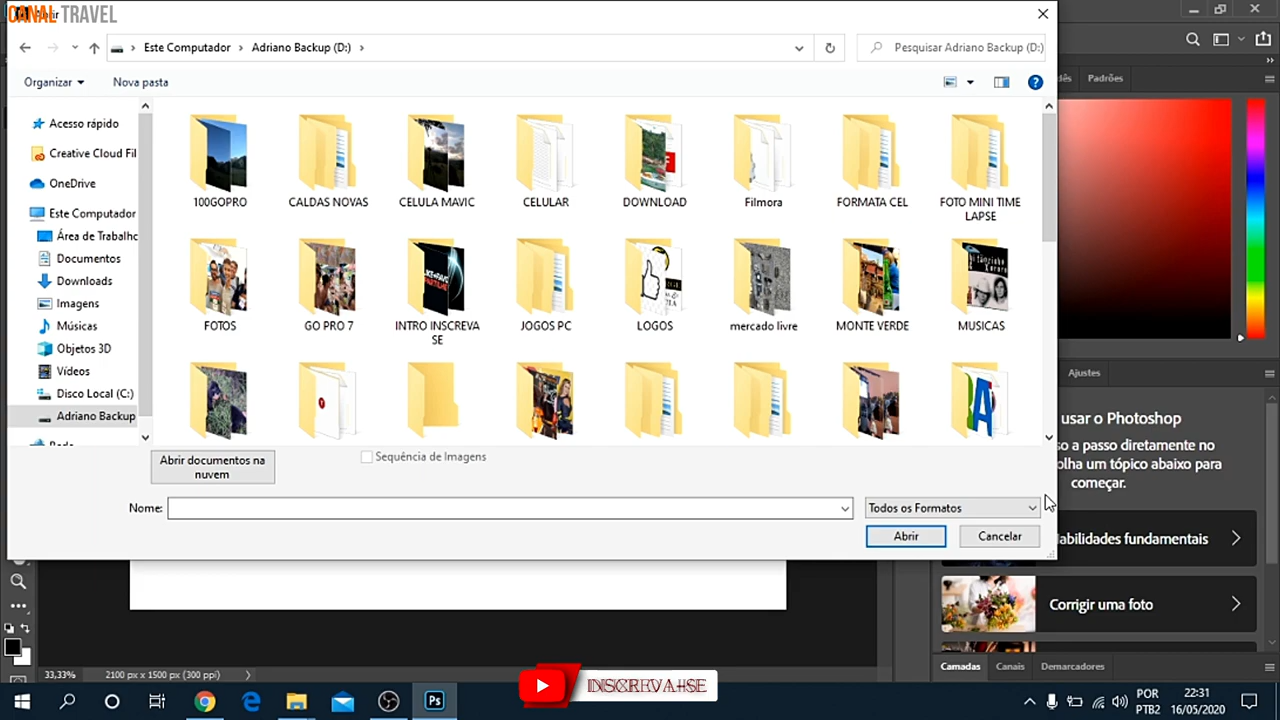 CANAL TRAVEL
Este Computador
Adriano Backup (D:)
Pesquisar Adriano Backup (D:)
Organizar
Nova pasta
Padrões
Acesso rápido
Creative Cloud Fil
OneDrive
Este Computador
Área de Trabalho
Documentos
Downloads
Imagens
Músicas
Objetos 3D
Vídeos
Disco Local (C:)
Adriano Backup
100GOPRO
CALDAS NOVAS
CELULA MAVIC
CELULAR
DOWNLOAD
Filmora
FORMATA CEL
FOTO MINI TIME
LAPSE
FOTOS
GO PRO 7
INTRO INSCREVA
SE
JOGOS PC
LOGOS
mercado livre
MONTE VERDE
MUSICAS
Abrir documentos na
nuvem
Sequência de Imagens
Nome:
Todos os Formatos
Abrir
Cancelar
Ajustes
usar o Photoshop
o a passo diretamente no
olha um tópico abaixo para
começar.
abilidades fundamentais
Corrigir uma foto
Camadas
Canais
Demarcadores
33,33%
2100 px x 1500 px (300 ppi)
INSCREVA-SE
Ps
POR
PTB2
22:31
16/05/2020